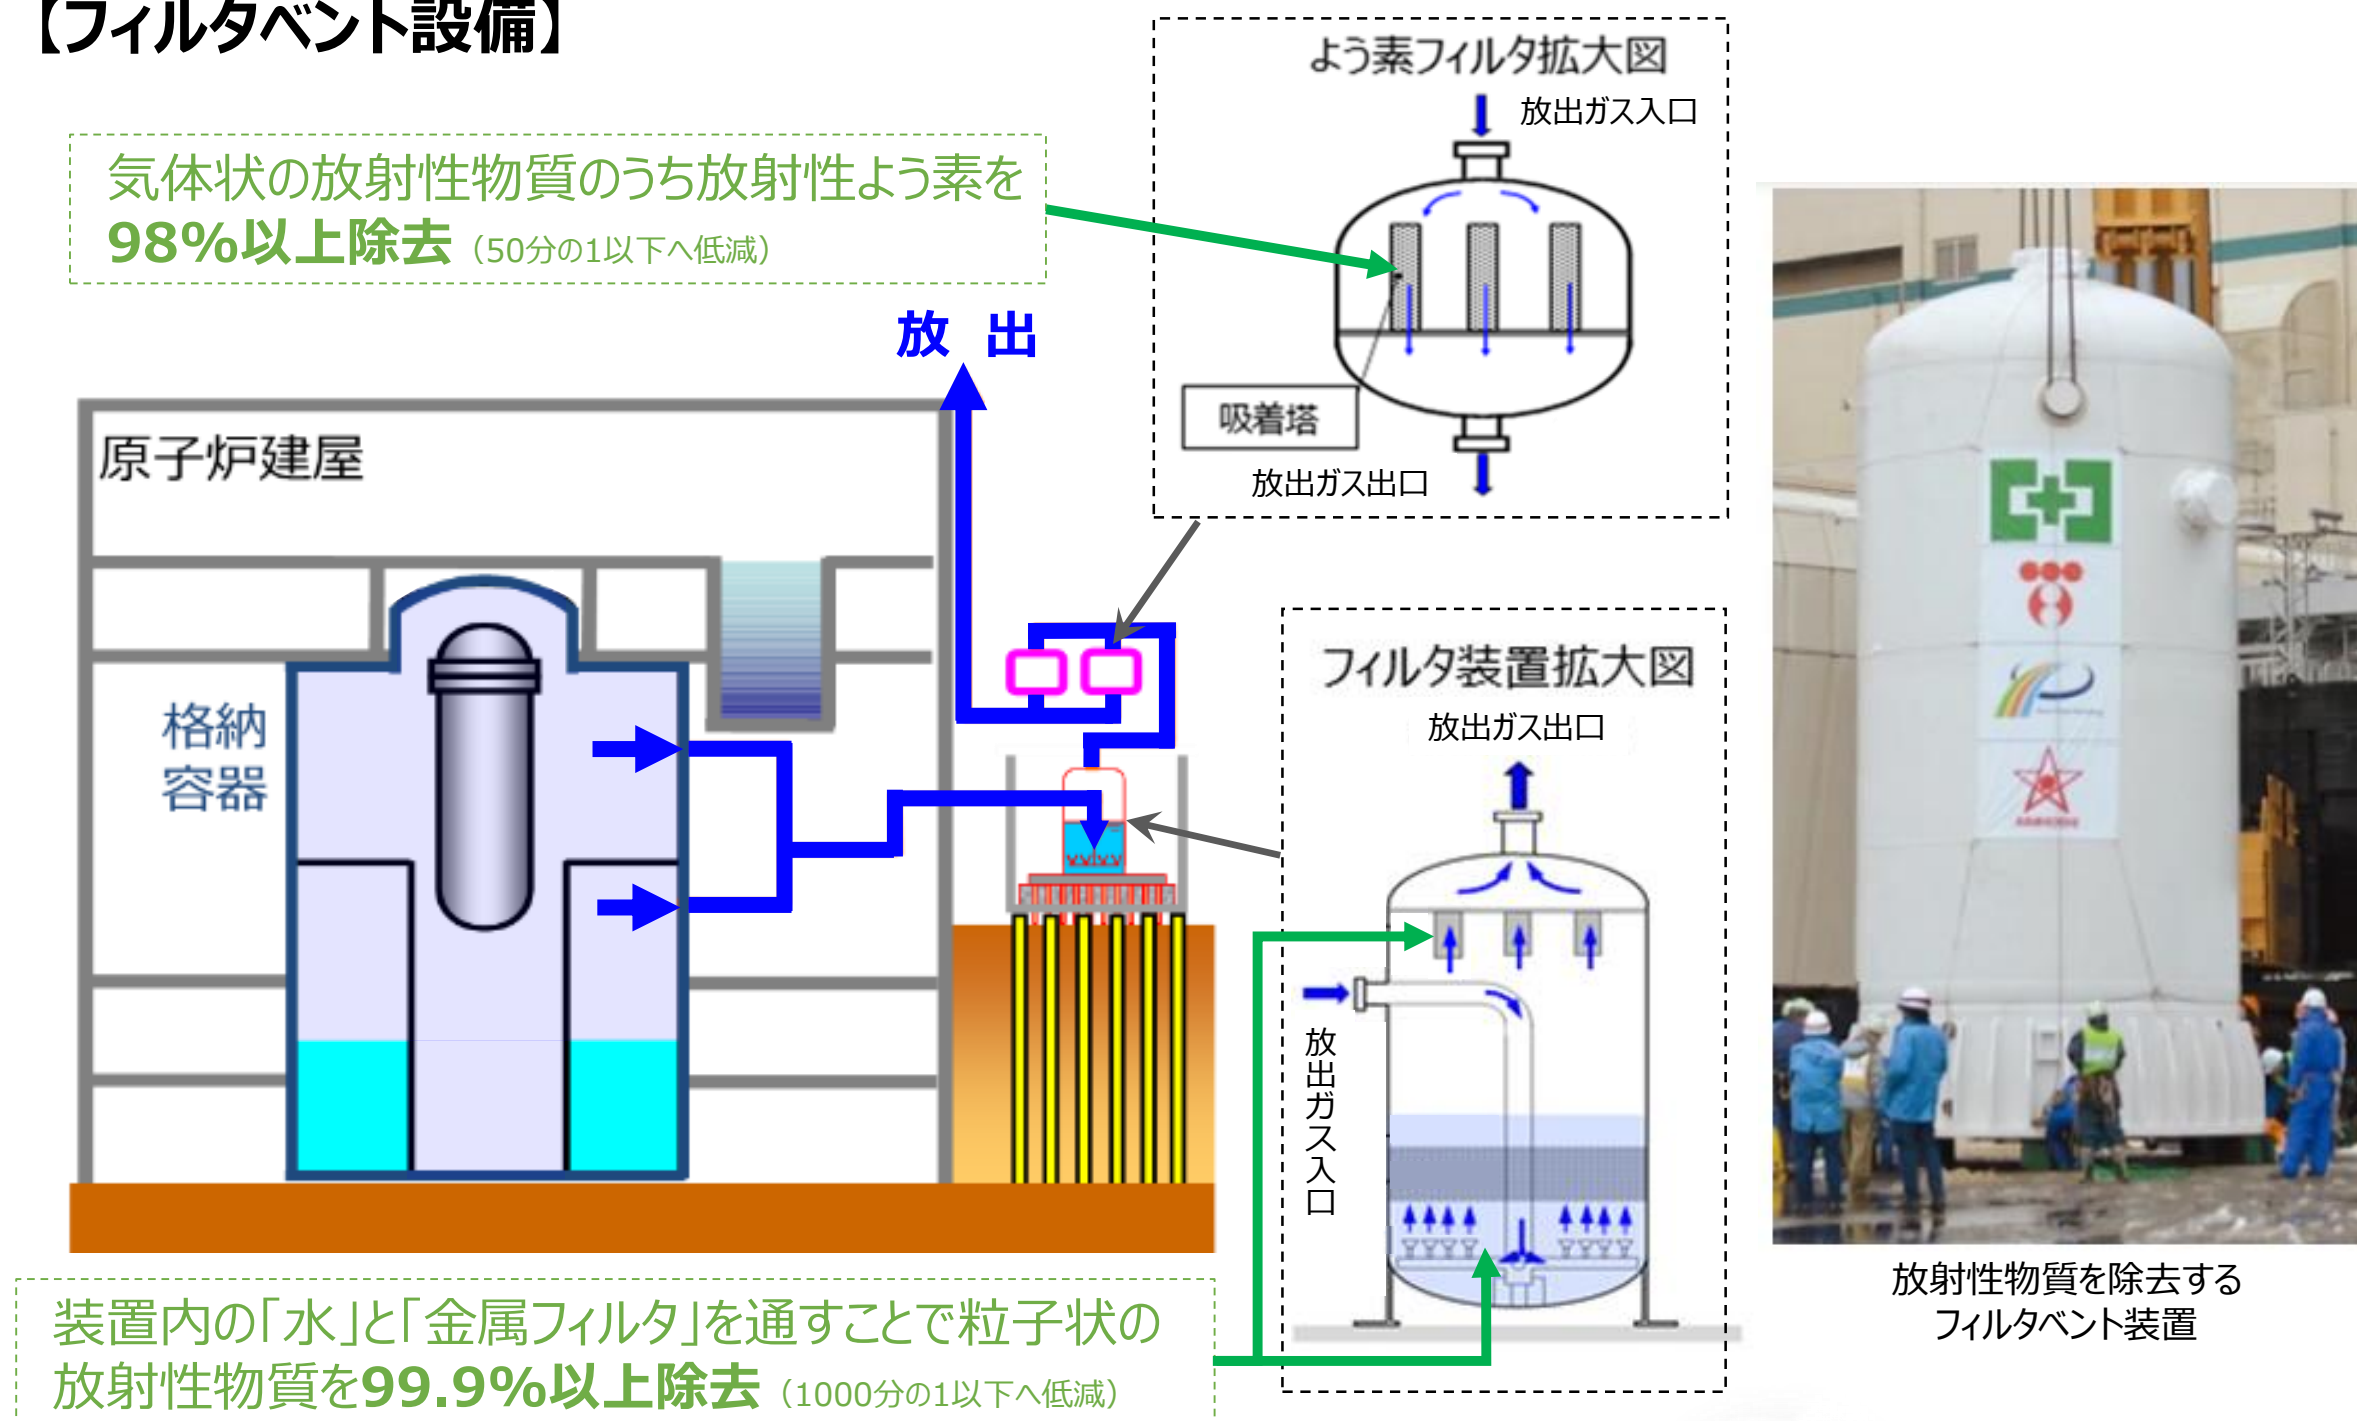 【フィルタベント設備】
気体状の放射性物質のうち放射性よう素を
98%以上除去（50分の1以下へ低減）
よう素フィルタ拡大図
放出ガス入口
吸着塔
放出ガス出口
放 出
原子炉建屋
格納
容器
フィルタ装置拡大図
放出ガス出口
放出ガス入口
装置内の「水」と「金属フィルタ」を通すことで粒子状の
放射性物質を99.9%以上除去（1000分の1以下へ低減）
放射性物質を除去する
フィルタベント装置